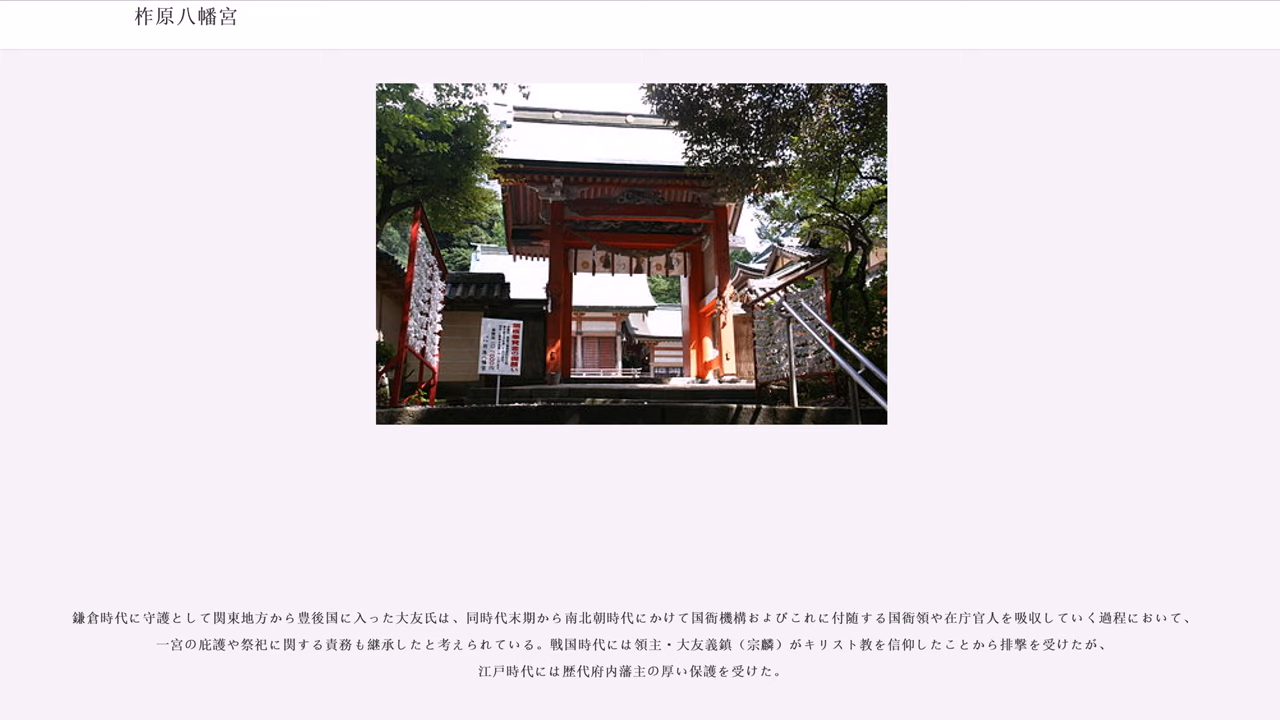 柞原八幡宮
鎌倉時代に守護として関東地方から豊後国に入った大友氏は、同時代末期から南北朝時代にかけて国衙機構およびこれに付随する国衙領や在庁官人を吸収していく過程において、
一宮の庇護や祭祀に関する責務も継承したと考えられている。戦国時代には領主・大友義鎮（宗麟）がキリスト教を信仰したことから排撃を受けたが、
江戸時代には歴代府内藩主の厚い保護を受けた。